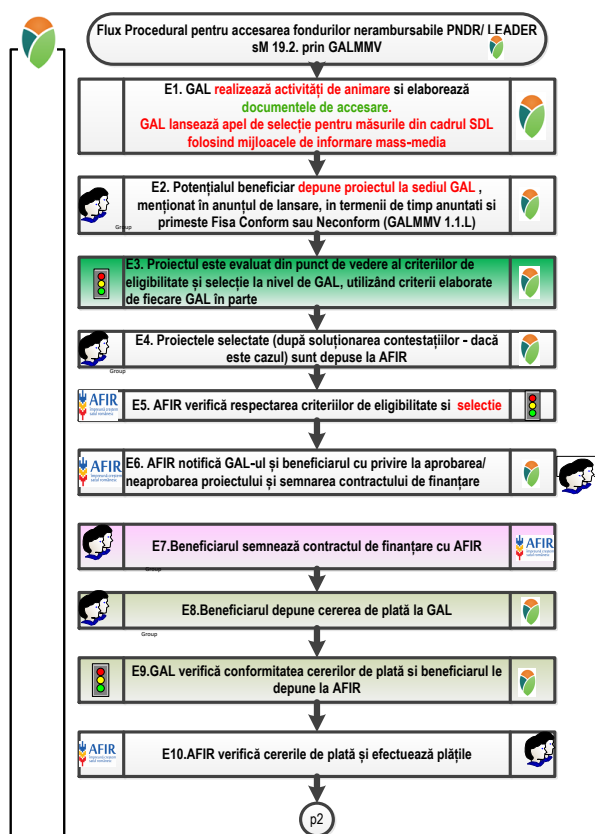 Flux Procedural pentru accesarea fondurilor nerambursabile PNDR/ LEADER
sM 19.2. prin GALMMV
E1. GAL realizează activități de animare si elaborează
documentele de accesare.
GAL lansează apel de selecție pentru măsurile din cadrul SDL
folosind mijloacele de informare mass-media
E2. Potențialul beneficiar depune proiectul la sediul GAL ,
menționat în anunțul de lansare, in termenii de timp anuntati si
primeste Fisa Conform sau Neconform (GALMMV 1.1.L)
Group
E3. Proiectul este evaluat din punct de vedere al criteriilor de
eligibilitate și selecție la nivel de GAL, utilizând criterii elaborate
de fiecare GAL în parte
E4. Proiectele selectate (după soluționarea contestațiilor - dacă
este cazul) sunt depuse la AFIR
Group
AFIR
E5. AFIR verifică respectarea criteriilor de eligibilitate si selectie
AFIR
E6. AFIR notifică GAL-ul și beneficiarul cu privire la aprobarea/
neaprobarea proiectului și semnarea contractului de finanțare
E7.Beneficiarul semnează contractul de finanțare cu AFIR
AFIR
Group
E8.Beneficiarul depune cererea de plată la GAL
Group
E9.GAL verifică conformitatea cererilor de plată si beneficiarul le
depune la AFIR
AFIR
E10.AFIR verifică cererile de plată și efectuează plățile
p2